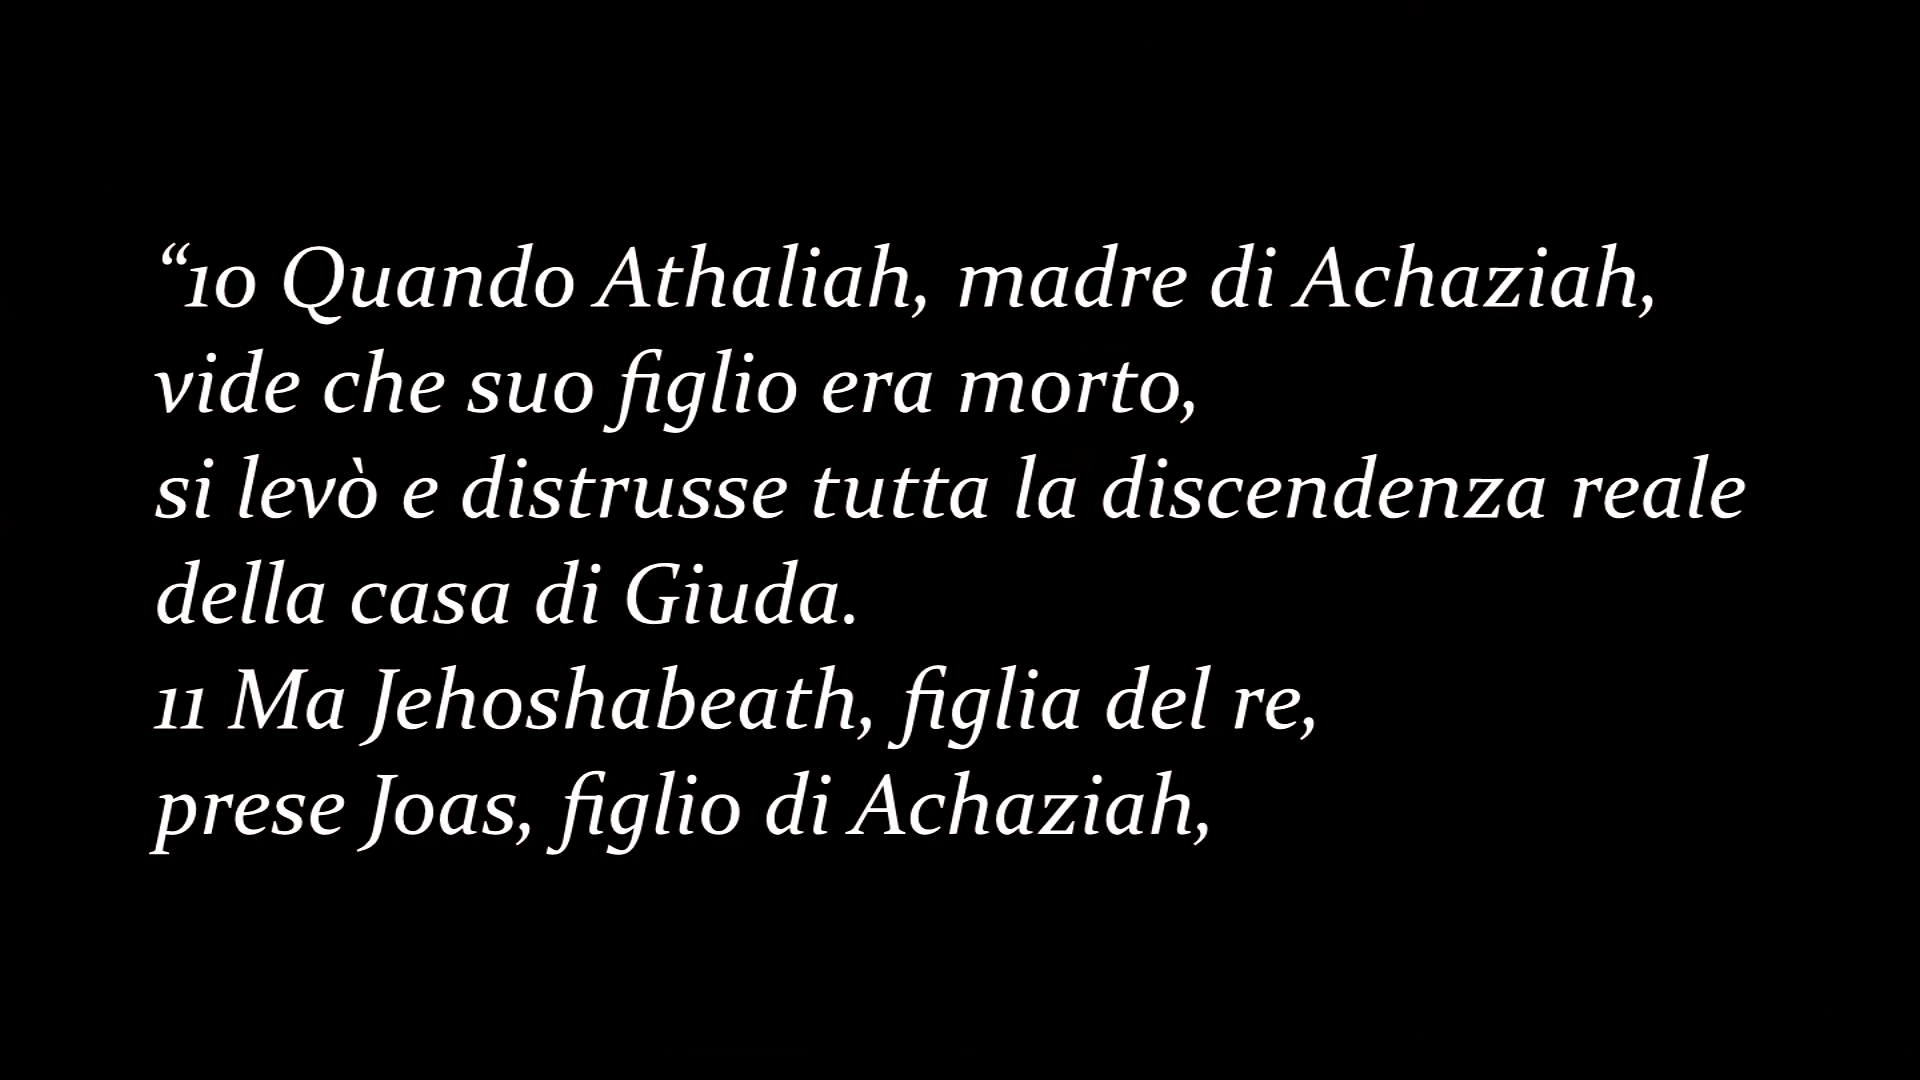 “10 Quando Athaliah, madre di Achaziah,
vide che suo figlio era morto,
si levò e distrusse tutta la discendenza reale
della casa di Giuda.
11 Ma Jehoshabeath, figlia del re,
prese Joas, figlio di Achaziah,